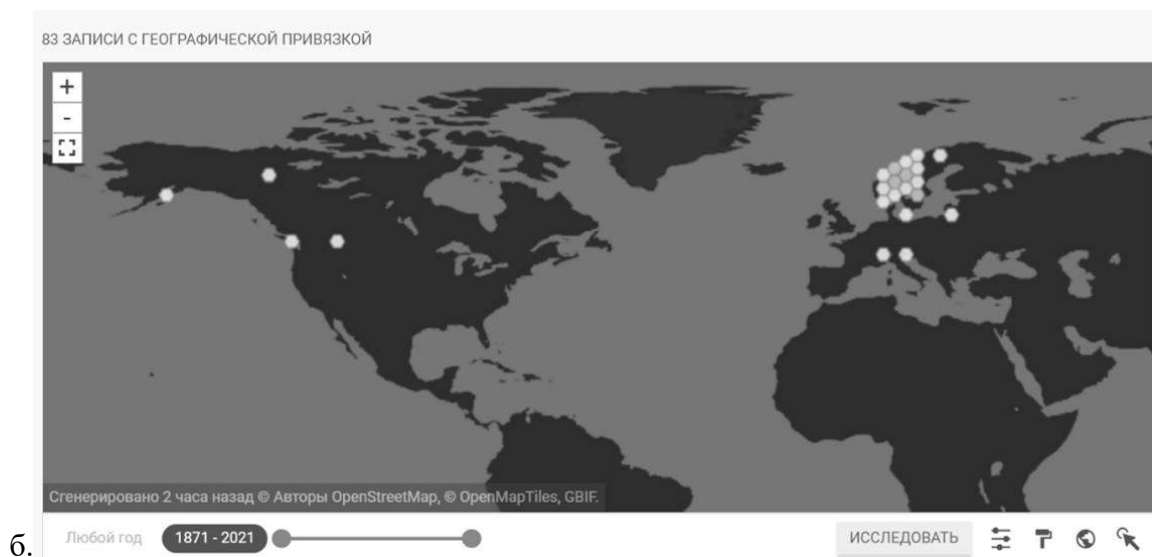 83 ЗАПИСИ С ГЕОГРАФИЧЕСКОЙ ПРИВЯЗКОЙ
+
-
Сгенерировано 2 часа назад © Авторы OpenStreetMap, © OpenMapTiles, GBIF.
б.
Любой год 1871 - 2021 ИССЛЕДОВАТЬ